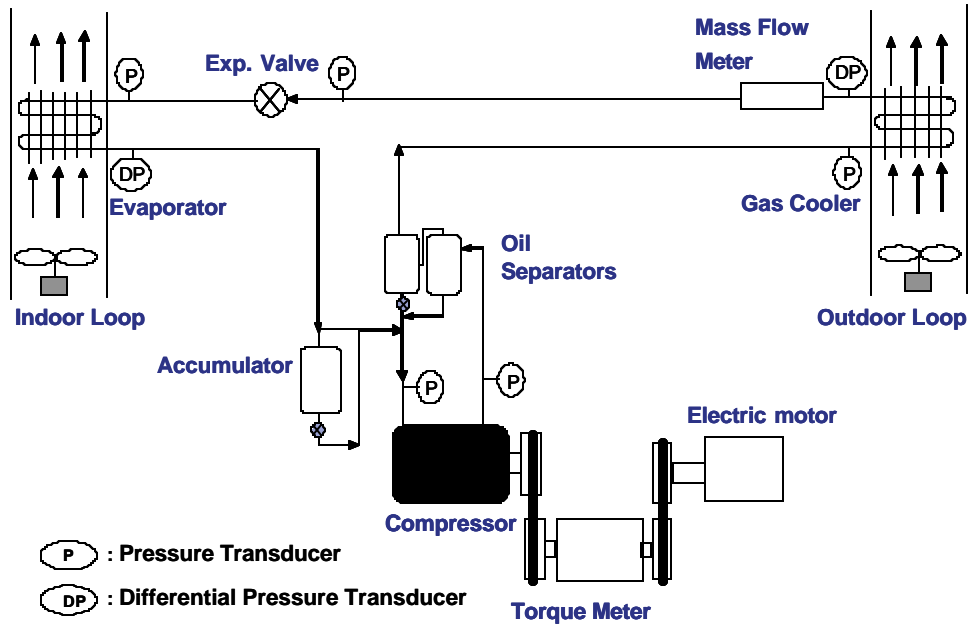 Mass Flow
Meter
Exp. Valve
P
P
DP
DP
P
Evaporator
Gas Cooler
Oil
Separators
Indoor Loop
Outdoor Loop
Accumulator
P
P
Electric motor
Compressor
P : Pressure Transducer
DP : Differential Pressure Transducer
Torque Meter